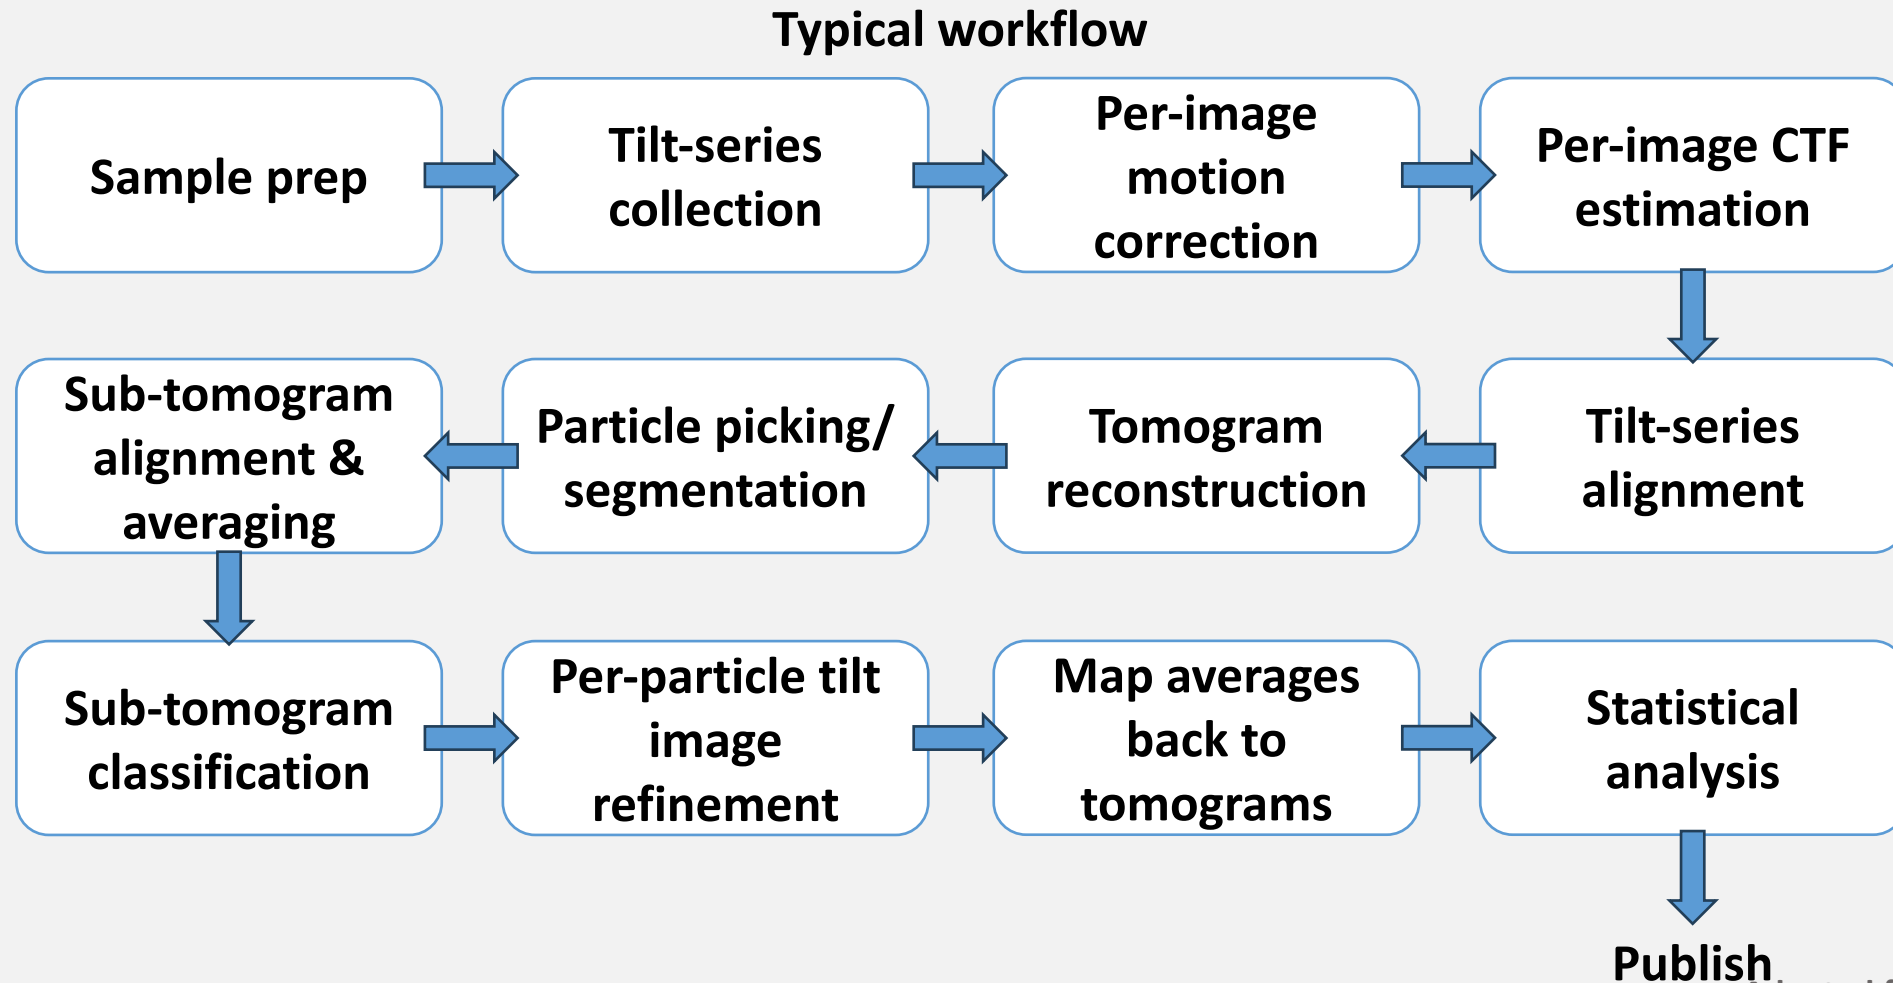 Typical workflow
Sample prep
Tilt-series
collection
Per-image
motion
correction
Per-image CTF
estimation
Tilt-series
alignment
Tomogram
reconstruction
Particle picking/
segmentation
Sub-tomogram
alignment &
averaging
Sub-tomogram
classification
Per-particle tilt
image
refinement
Map averages
back to
tomograms
Statistical
analysis
Publish